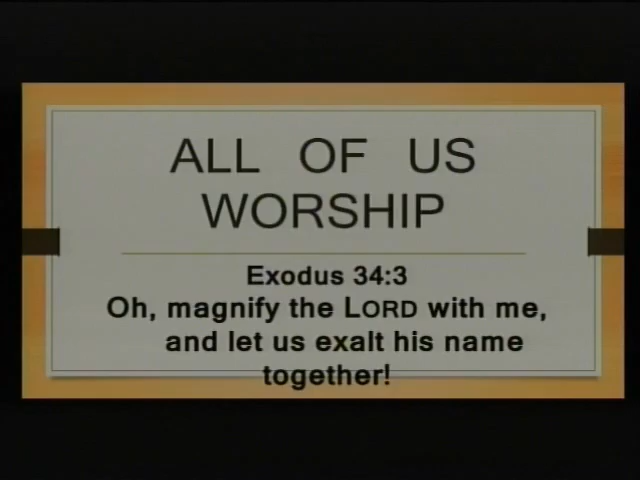 ALL OF US
WORSHIP
Exodus 34:3
Oh, magnify the LORD with me,
and let us exalt his name
together!